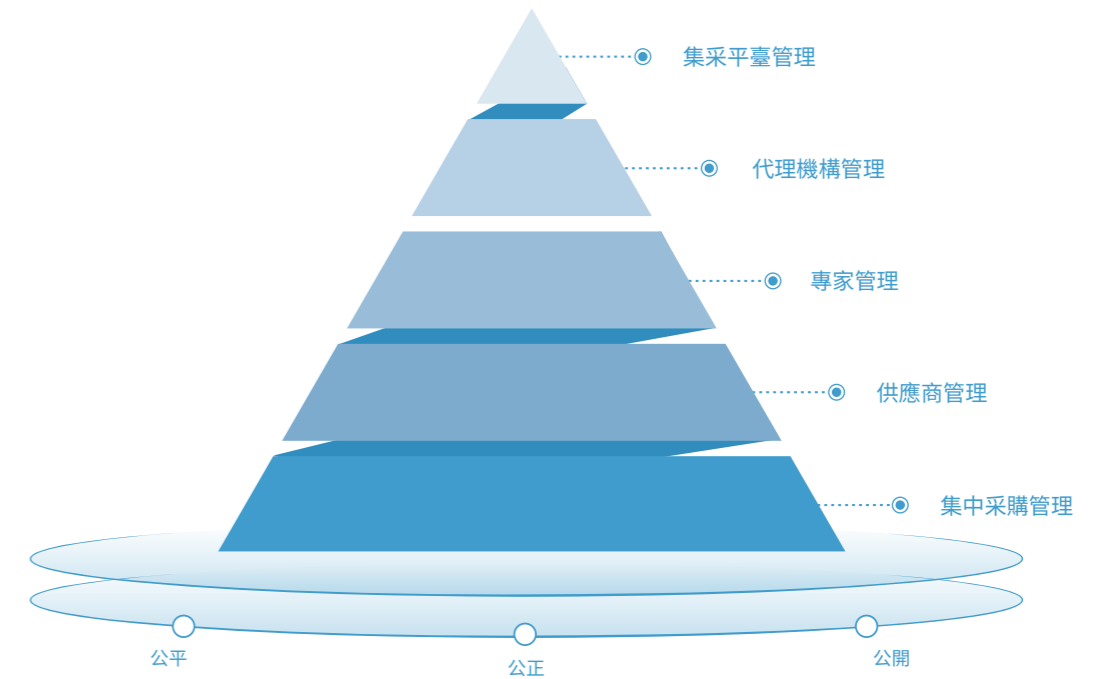 集采平臺管理
代理機構管理
專家管理
供應商管理
集中采購管理
公平
公正
公開